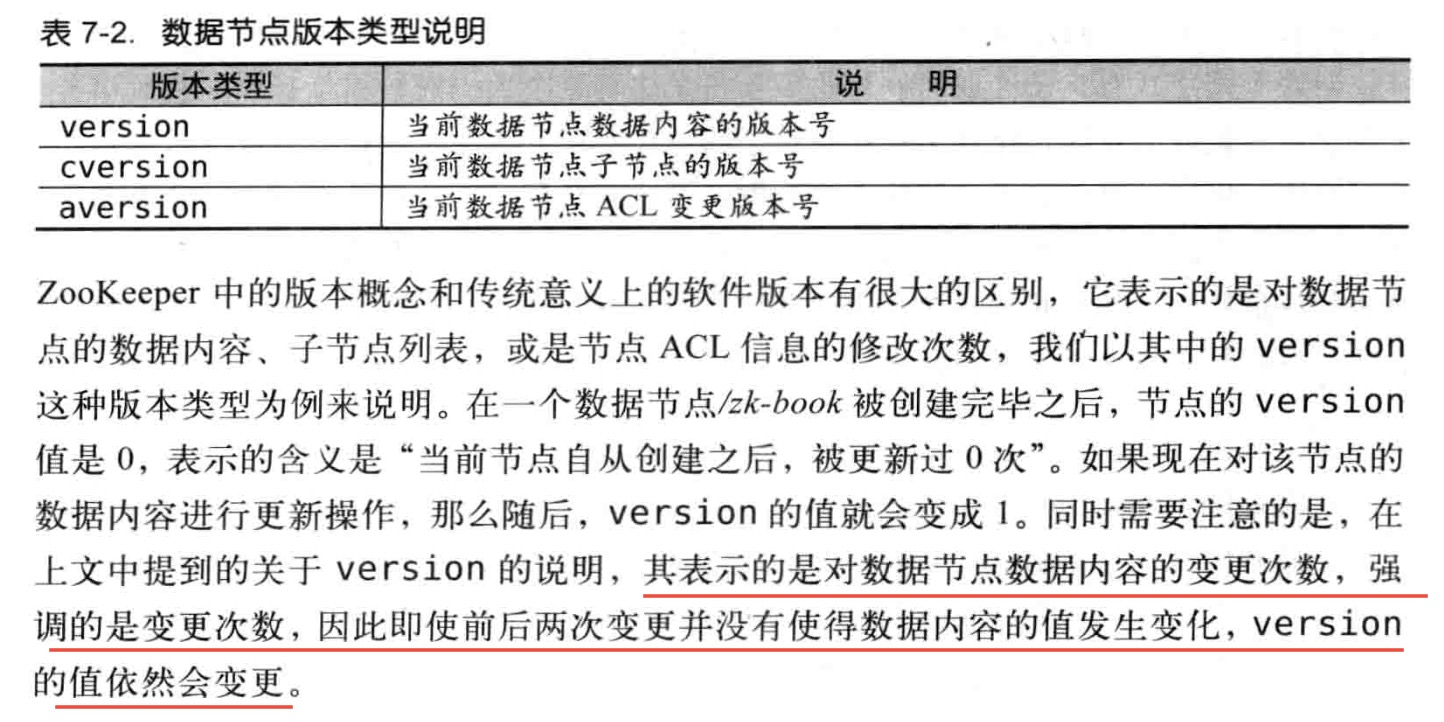 表 7-2. 数据节点版本类型说明
版本类型 说 明
version 当前数据节点数据内容的版本号
cversion 当前数据节点子节点的版本号
aversion 当前数据节点 ACL 变更版本号
ZooKeeper 中的版本概念和传统意义上的软件版本有很大的区别，它表示的是对数据节
点的数据内容、子节点列表，或是节点 ACL 信息的修改次数，我们以其中的 version
这种版本类型为例来说明。在一个数据节点/zk-book 被创建完毕之后，节点的 version
值是 0，表示的含义是“当前节点自从创建之后，被更新过 0 次”。如果现在对该节点的
数据内容进行更新操作，那么随后，version 的值就会变成 1。同时需要注意的是，在
上文中提到的关于 version 的说明，其表示的是对数据节点数据内容的变更次数，强
调的是变更次数，因此即使前后两次变更并没有使得数据内容的值发生变化，version
的值依然会变更。